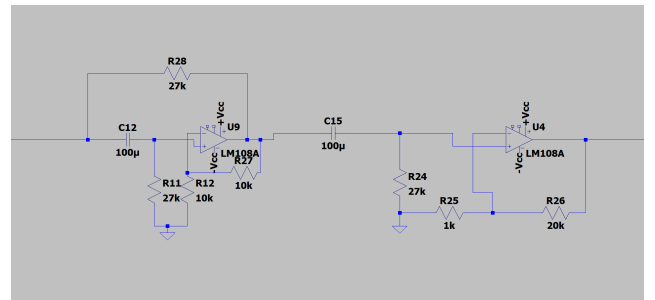 R28
27k
+Vcc
C12
U9
100µ
LM108A
-Vcc
R27
10k
R11
27k
R12
10k
C15
100µ
R24
27k
R25
1k
+Vcc
U4
-Vcc
LM108A
R26
20k